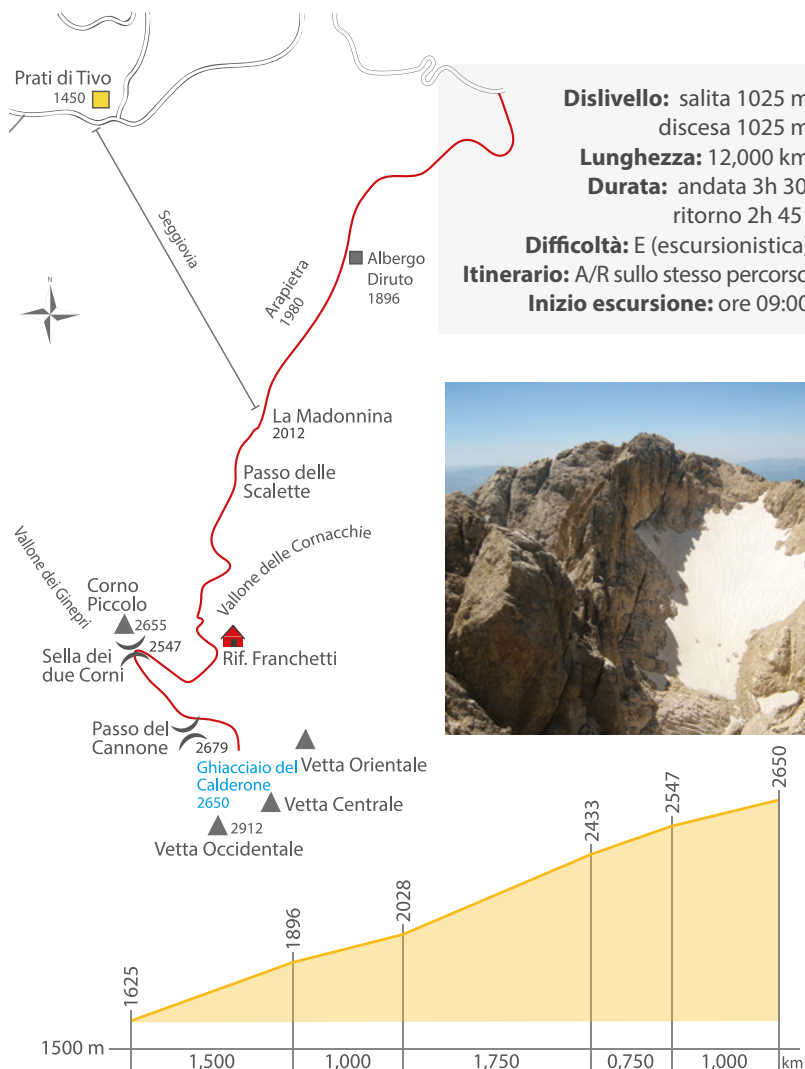 Prati di Tivo
1450
Seggiovia
Dislivello: salita 1025 m
discesa 1025 m
Lunghezza: 12,000 km
Durata: andata 3h 30
ritorno 2h 45
Difficoltà: E (escursionistica)
Itinerario: A/R sullo stesso percorso
Inizio escursione: ore 09:00
Albergo
Diruto
1896
Arapietra
1980
La Madonnina
2012
Passo delle
Scalette
Vallone delle Cornacchie
Vallone dei Ginepri
Corno
Piccolo
2655
2547
Sella dei
due Corni
Rif. Franchetti
Passo del
Cannone
2679
Ghiacciaio del
Calderone
2650
Vetta Orientale
Vetta Centrale
2912
Vetta Occidentale
1625
1896
2028
2433
2547
2650
1500 m
1,500
1,000
1,750
0,750
1,000
km